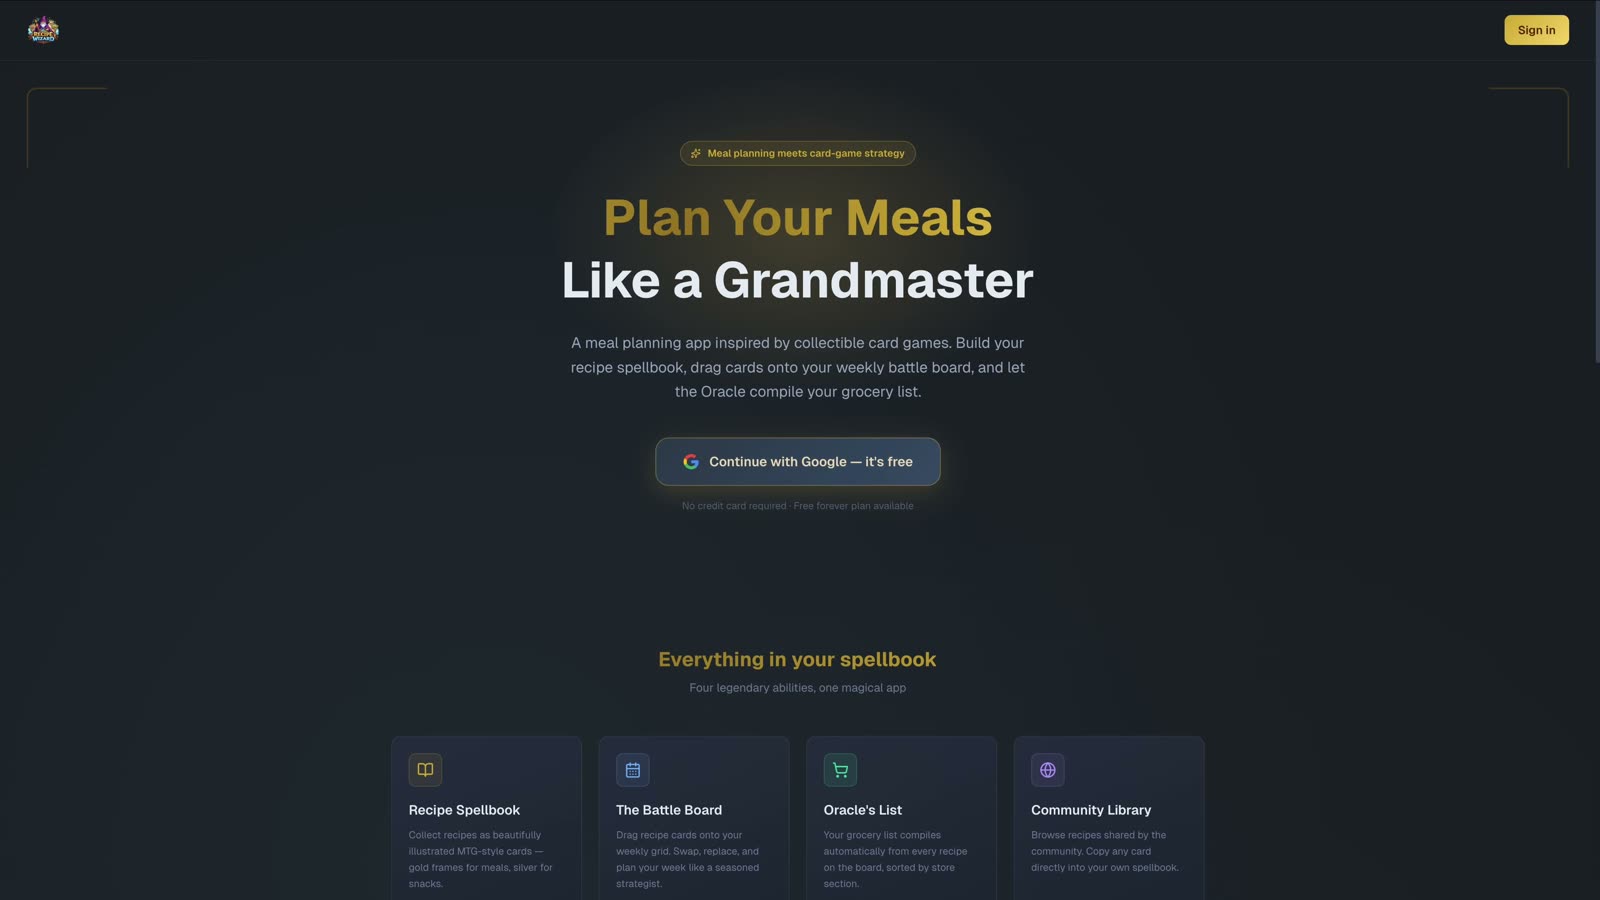 RECIPE
WIZARD
Sign in
Meal planning meets card-game strategy
Plan Your Meals
Like a Grandmaster
A meal planning app inspired by collectible card games. Build your
recipe spellbook, drag cards onto your weekly battle board, and let
the Oracle compile your grocery list.
Continue with Google — it's free
No credit card required · Free forever plan available
Everything in your spellbook
Four legendary abilities, one magical app
Recipe Spellbook
Collect recipes as beautifully
illustrated MTG-style cards —
gold frames for meals, silver for
snacks.
The Battle Board
Drag recipe cards onto your
weekly grid. Swap, replace, and
plan your week like a seasoned
strategist.
Oracle's List
Your grocery list compiles
automatically from every recipe
on the board, sorted by store
section.
Community Library
Browse recipes shared by the
community. Copy any card
directly into your own spellbook.